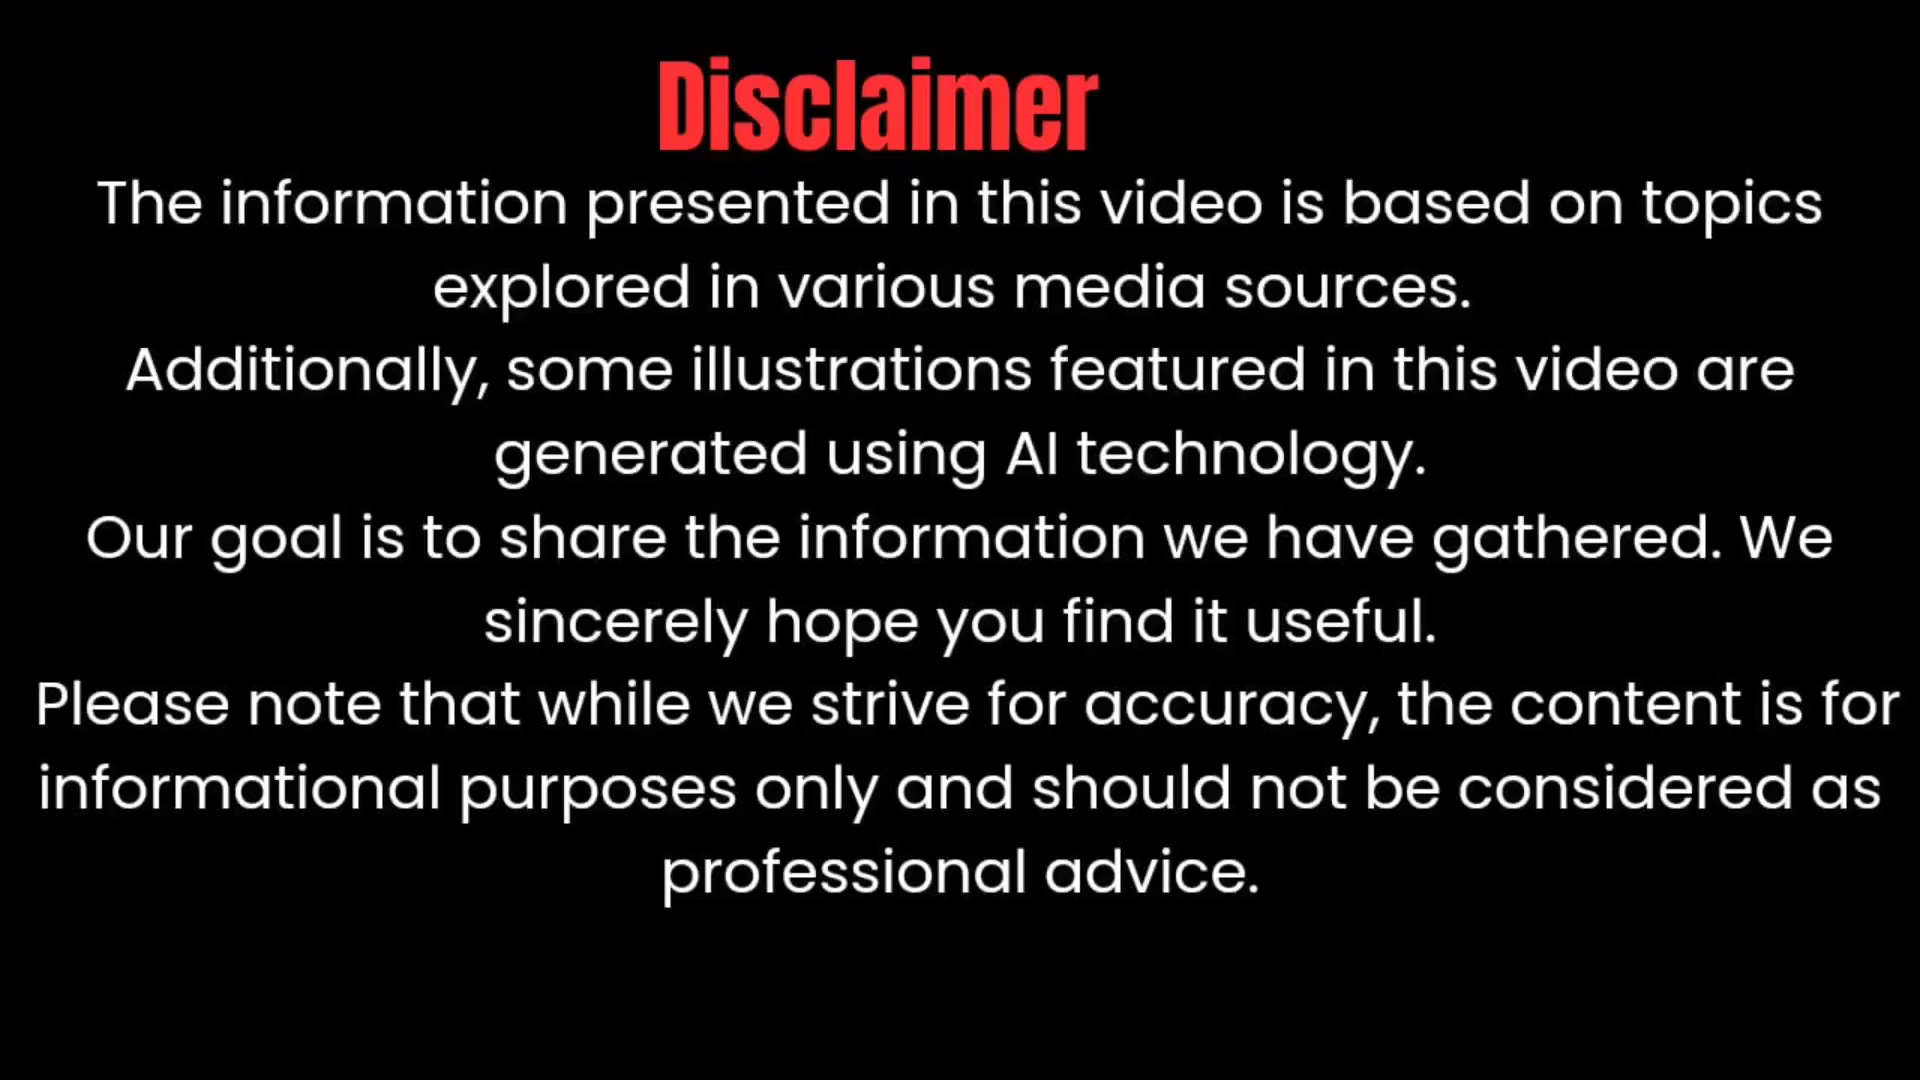 Disclaimer
The information presented in this video is based on topics
explored in various media sources.
Additionally, some illustrations featured in this video are
generated using AI technology.
Our goal is to share the information we have gathered. We
sincerely hope you find it useful.
Please note that while we strive for accuracy, the content is for
informational purposes only and should not be considered as
professional advice.